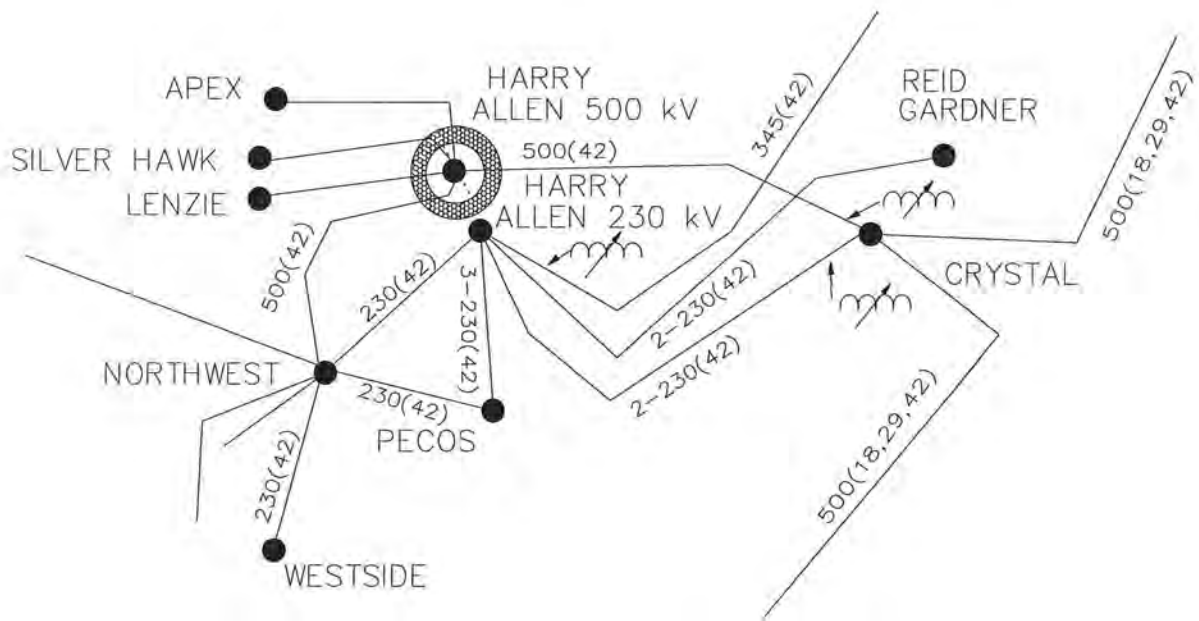 APEX
HARRY
ALLEN 500 kV
REID
GARDNER
SILVER HAWK
LENZIE
500(42)
345(42)
500(18,29,42)
HARRY
ALLEN 230 kV
500(42)
230(42)
3-230(42)
2-230(42)
2-230(42)
CRYSTAL
NORTHWEST
230(42)
PECOS
230(42)
500(18,29,42)
WESTSIDE